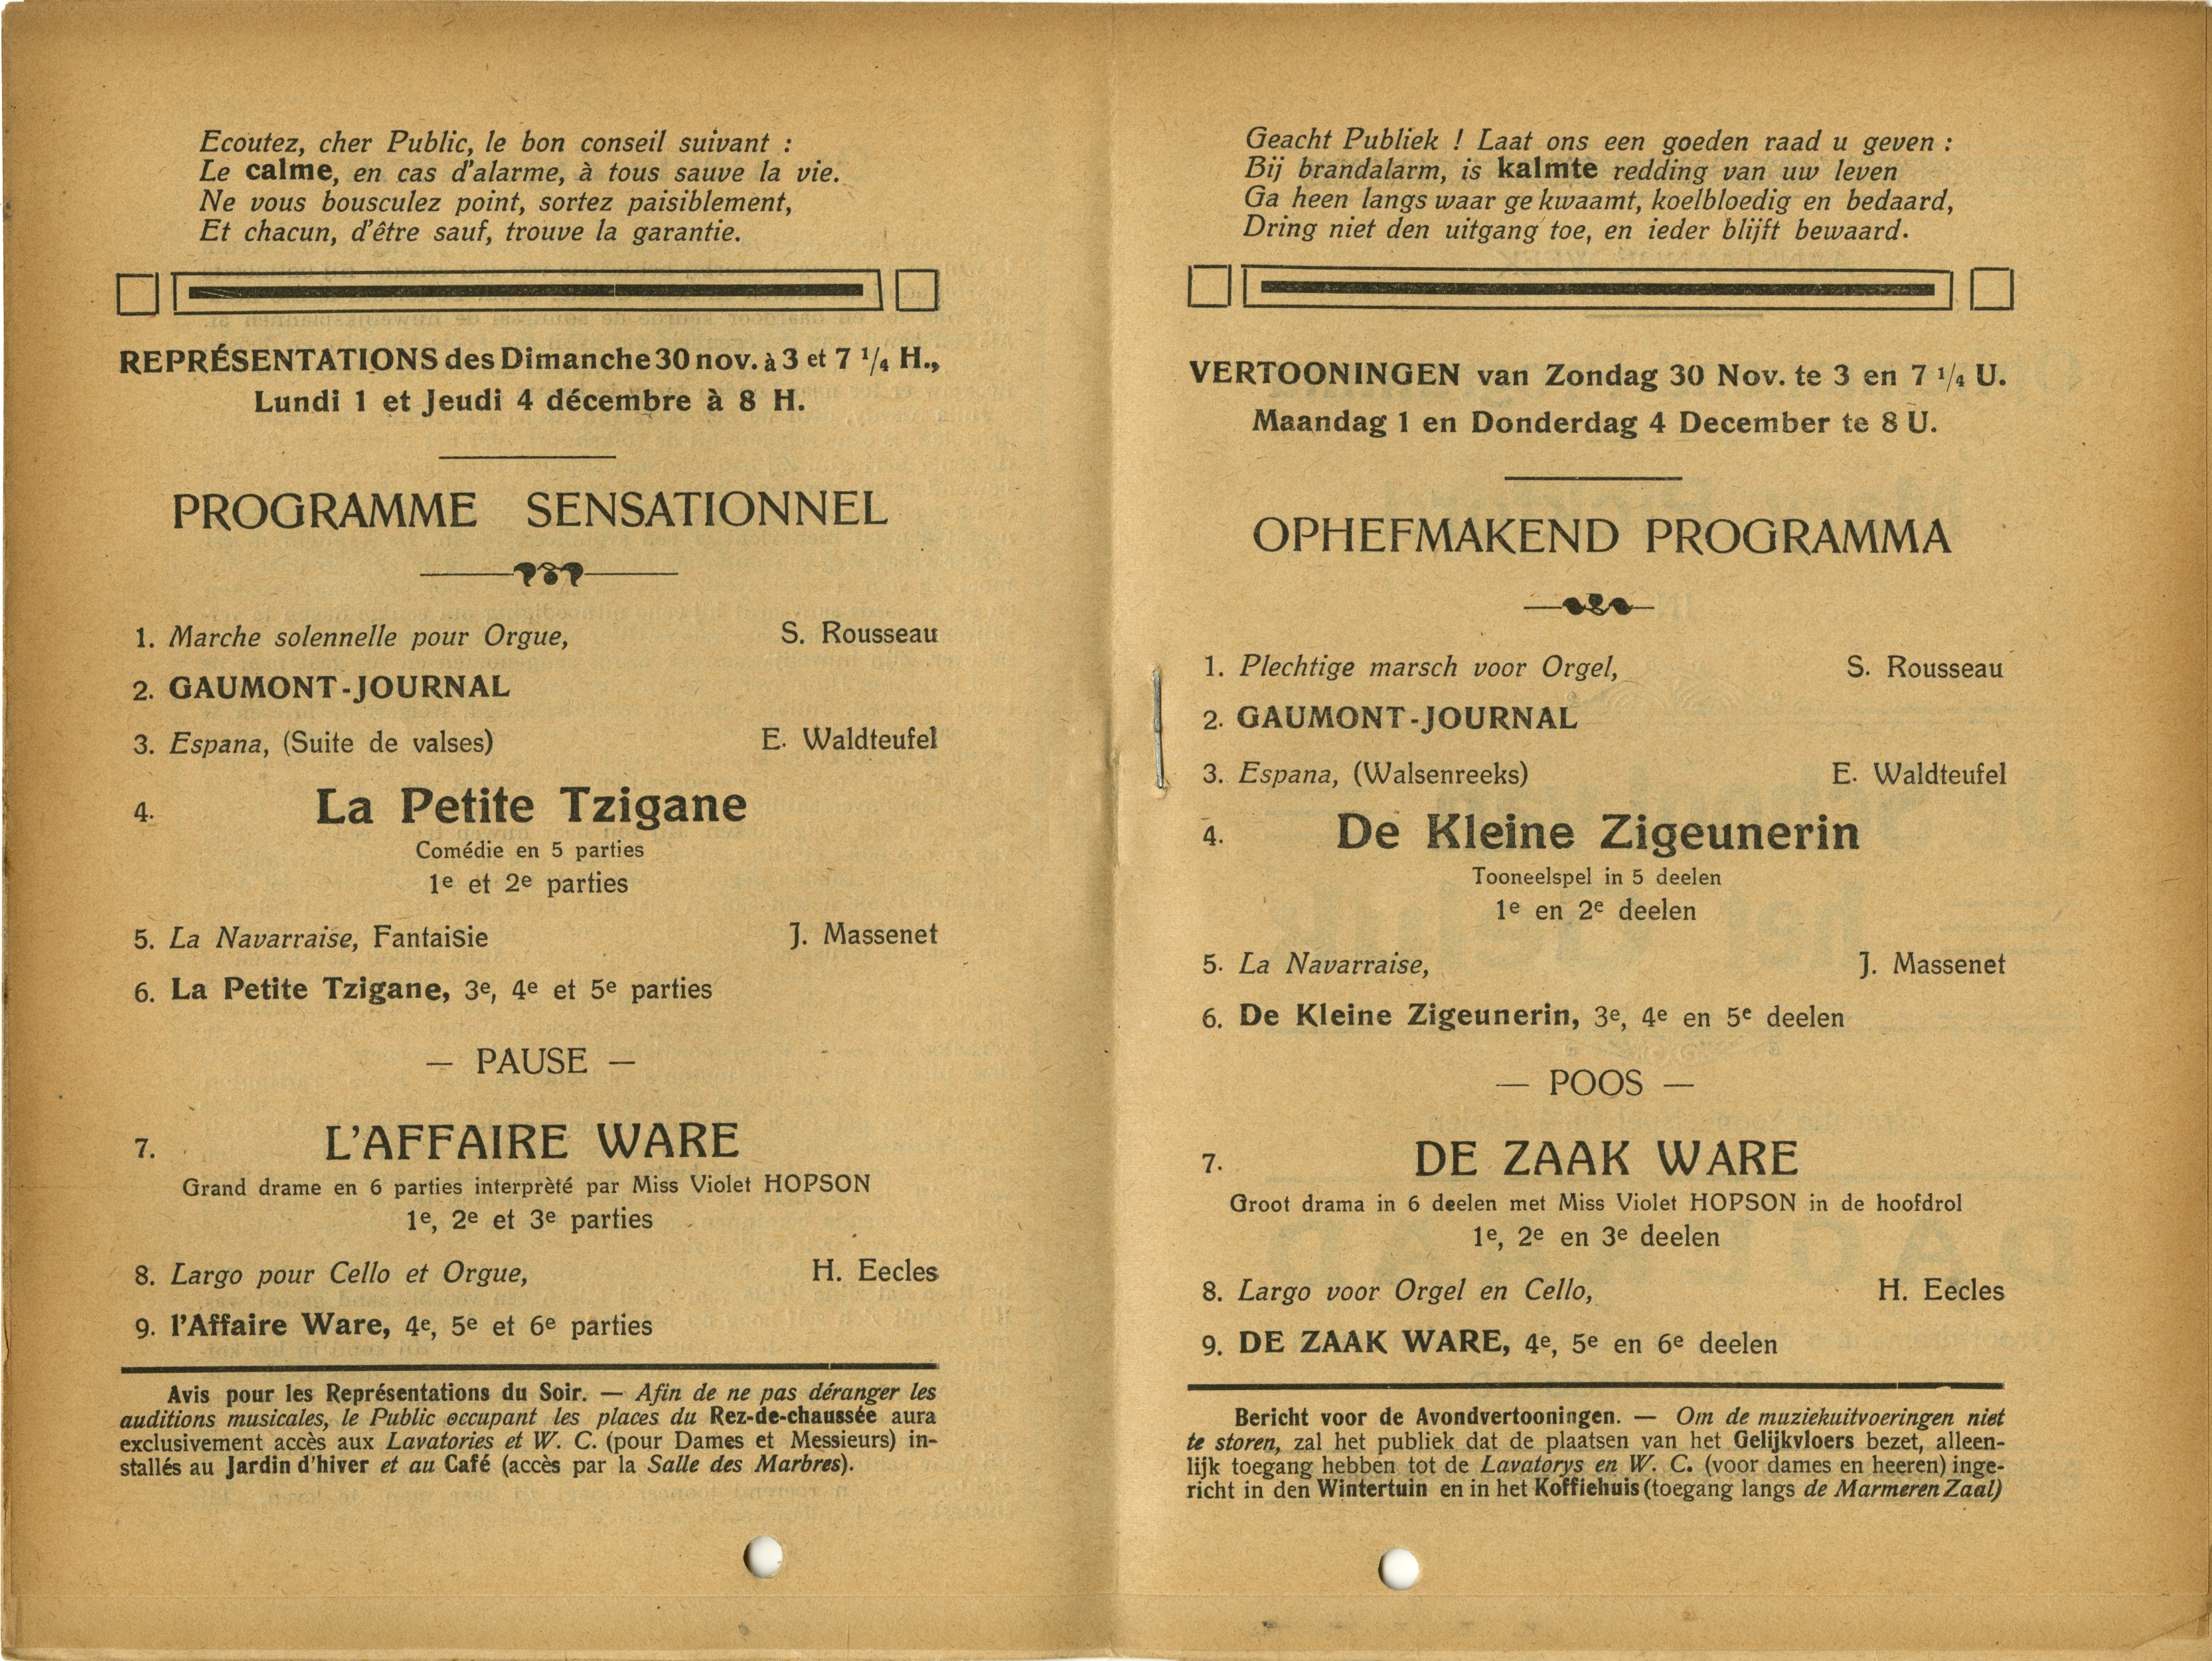 Ecoutez, cher Public, le bon conseil suivant :
Le calme, en cas d'alarme, à tous sauve la vie.
Ne vous bousculez point, sortez paisiblement,
Et chacun, d'être sauf, trouve la garantie.
REPRÉSENTATIONS des Dimanche 30 nov. à 3 et 7 1/4 H.,
Lundi 1 et Jeudi 4 décembre à 8 H.
PROGRAMME SENSATIONNEL
1. Marche solennelle pour Orgue, S. Rousseau
2. GAUMONT-JOURNAL
3. Espana, (Suite de valses) E. Waldteufel
4. La Petite Tzigane
Comédie en 5 parties
1e et 2e parties
5. La Navarraise, Fantaisie J. Massenet
6. La Petite Tzigane, 3e, 4e et 5e parties
— PAUSE —
7. L'AFFAIRE WARE
Grand drame en 6 parties interprèté par Miss Violet HOPSON
1e, 2e et 3e parties
8. Largo pour Cello et Orgue, H. Eecles
9. l'Affaire Ware, 4e, 5e et 6e parties
Avis pour les Représentations du Soir. — Afin de ne pas déranger les
auditions musicales, le Public occupant les places du Rez-de-chaussée aura
exclusivement accès aux Lavatories et W. C. (pour Dames et Messieurs) in-
stallés au Jardin d'hiver et au Café (accès par la Salle des Marbres).
Geacht Publiek ! Laat ons een goeden raad u geven :
Bij brandalarm, is kalmte redding van uw leven
Ga heen langs waar ge kwaamt, koelbloedig en bedaard,
Dring niet den uitgang toe, en ieder blijft bewaard.
VERTOONINGEN van Zondag 30 Nov. te 3 en 7 1/4 U.
Maandag 1 en Donderdag 4 December te 8 U.
OPHEFMAKEND PROGRAMMA
1. Plechtige marsch voor Orgel, S. Rousseau
2. GAUMONT-JOURNAL
3. Espana, (Walsenreeks) E. Waldteufel
4. De Kleine Zigeunerin
Tooneelspel in 5 deelen
1e en 2e deelen
5. La Navarraise, J. Massenet
6. De Kleine Zigeunerin, 3e, 4e en 5e deelen
— POOS —
7. DE ZAAK WARE
Groot drama in 6 deelen met Miss Violet HOPSON in de hoofdrol
1e, 2e en 3e deelen
8. Largo voor Orgel en Cello, H. Eecles
9. DE ZAAK WARE, 4e, 5e en 6e deelen
Bericht voor de Avondvertooningen. — Om de muziekuitvoeringen niet
te storen, zal het publiek dat de plaatsen van het Gelijkvloers bezet, alleen-
lijk toegang hebben tot de Lavatorys en W. C. (voor dames en heeren) inge-
richt in den Wintertuin en in het Koffiehuis (toegang langs de Marmeren Zaal)